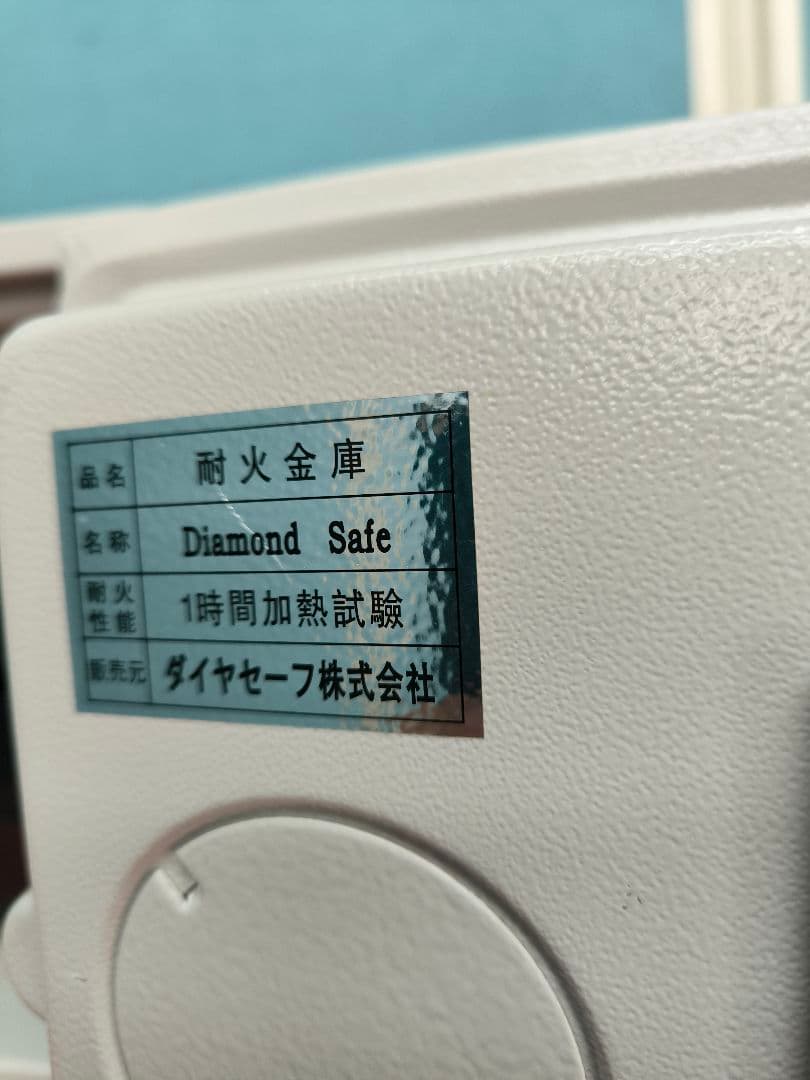 品名 耐火金庫
名称 Diamond Safe
耐火性能 1時間加熱試驗
販売元 ダイヤセーフ株式会社